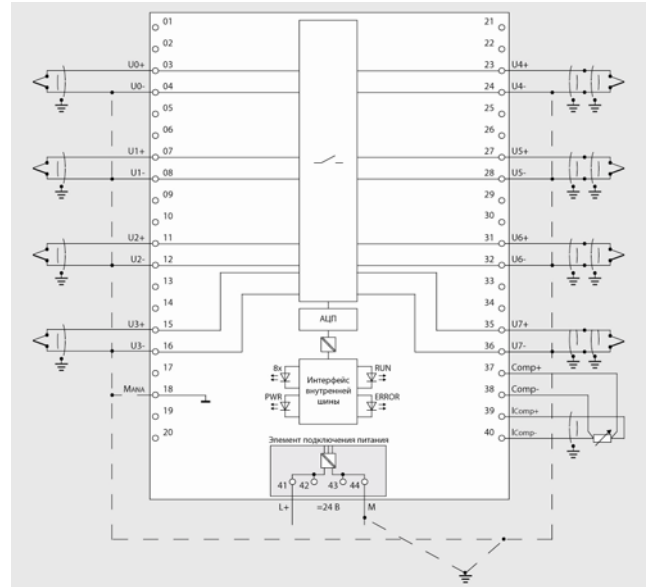 01 21
02 22
U0+ 03 23 U4+
U0- 04 24 U4-
05 25
06 26
U1+ 07 27 U5+
U1- 08 28 U5-
09 29
10 30
U2+ 11 31 U6+
U2- 12 32 U6-
13 33
14 34
U3+ 15 АЦП 35 U7+
U3- 16 36 U7-
17 37 Comp+
8x RUN
MANA 18 38 Comp-
Интерфейс
внутренней
шины
PWR ERROR
19 39 IComp+
20 40 IComp-
Элемент подключения питания
41 42 43 44
L+ =24 В M